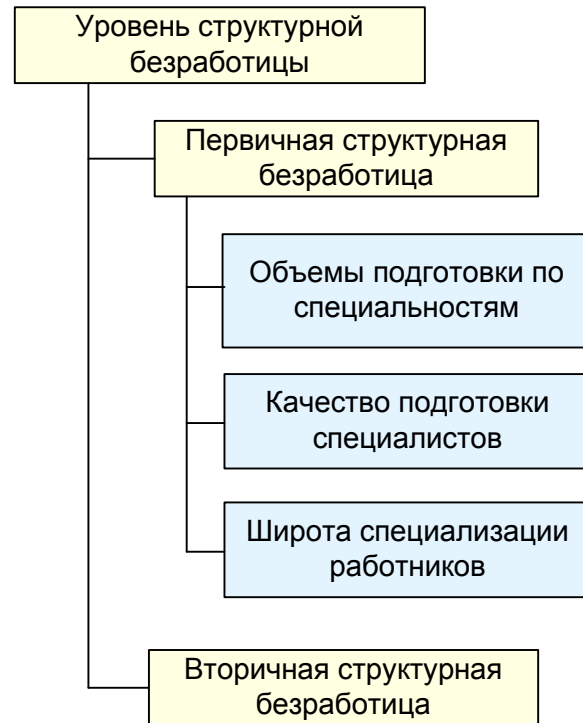 Уровень структурной
безработицы
Первичная структурная
безработица
Объемы подготовки по
специальностям
Качество подготовки
специалистов
Широта специализации
работников
Вторичная структурная
безработица